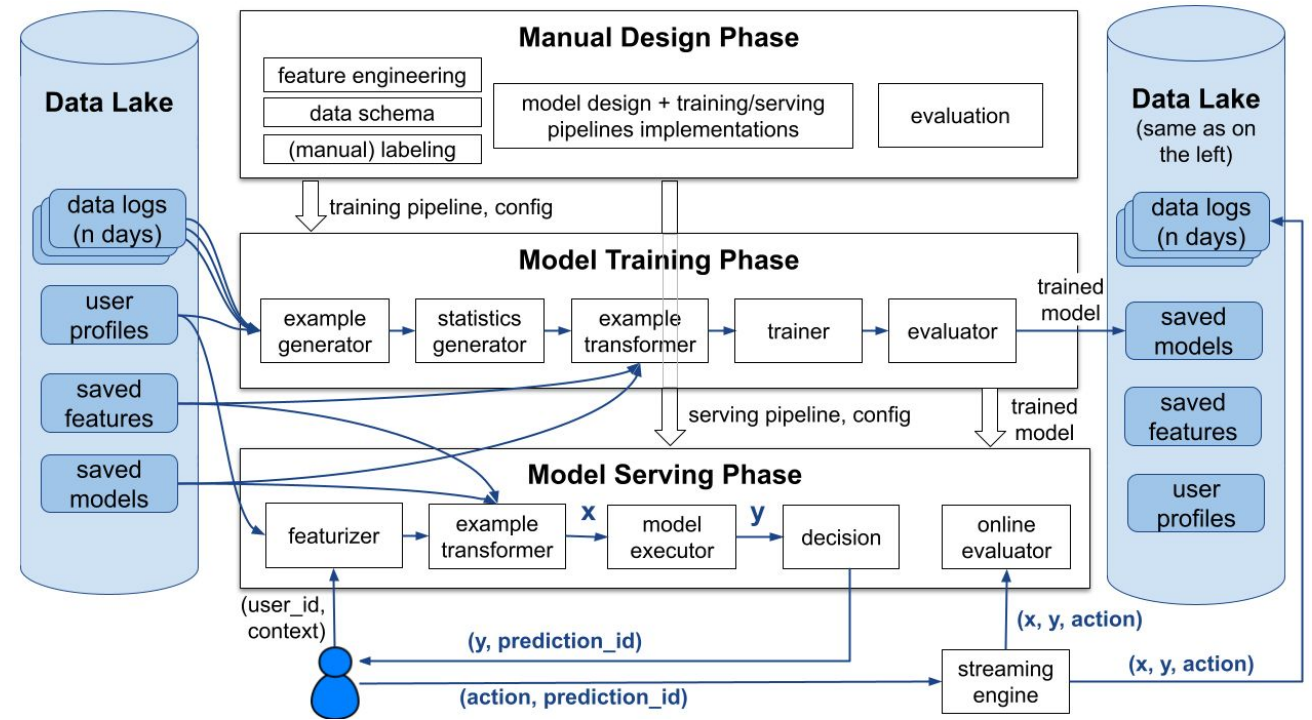 Data Lake
data logs
(n days)
user
profiles
saved
features
saved
models
Manual Design Phase
feature engineering
data schema
(manual) labeling
model design + training/serving
pipelines implementations
evaluation
training pipeline, config
Model Training Phase
example
generator
statistics
generator
example
transformer
trainer
evaluator
trained
model
serving pipeline, config
trained
model
Model Serving Phase
featurizer
example
transformer
x
model
executor
y
decision
online
evaluator
(user_id,
context)
(y, prediction_id)
(action, prediction_id)
streaming
engine
(x, y, action)
(x, y, action)
Data Lake
(same as on
the left)
data logs
(n days)
saved
models
saved
features
user
profiles